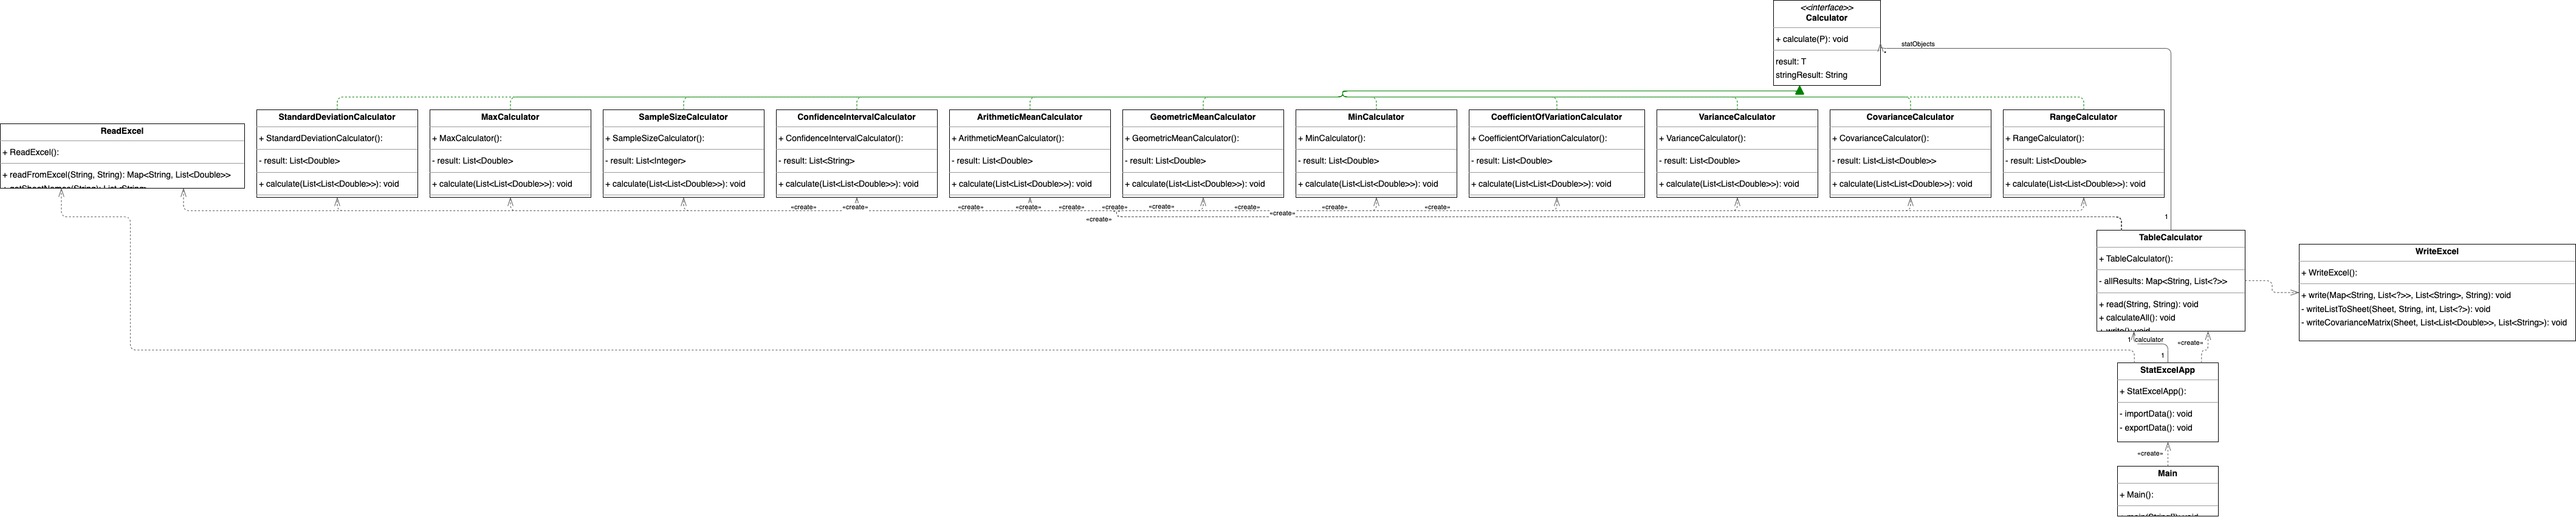 <<interface>>
Calculator
+ calculate(P): void
result: T
stringResult: String
statObjects
*
ReadExcel
+ ReadExcel():
+ readFromExcel(String, String): Map<String, List<Double>>
+ getSheetNames(String): List<String>
StandardDeviationCalculator
+ StandardDeviationCalculator():
- result: List<Double>
+ calculate(List<List<Double>>): void
MaxCalculator
+ MaxCalculator():
- result: List<Double>
+ calculate(List<List<Double>>): void
SampleSizeCalculator
+ SampleSizeCalculator():
- result: List<Integer>
+ calculate(List<List<Double>>): void
ConfidenceIntervalCalculator
+ ConfidenceIntervalCalculator():
- result: List<String>
+ calculate(List<List<Double>>): void
ArithmeticMeanCalculator
+ ArithmeticMeanCalculator():
- result: List<Double>
+ calculate(List<List<Double>>): void
GeometricMeanCalculator
+ GeometricMeanCalculator():
- result: List<Double>
+ calculate(List<List<Double>>): void
MinCalculator
+ MinCalculator():
- result: List<Double>
+ calculate(List<List<Double>>): void
CoefficientOfVariationCalculator
+ CoefficientOfVariationCalculator():
- result: List<Double>
+ calculate(List<List<Double>>): void
VarianceCalculator
+ VarianceCalculator():
- result: List<Double>
+ calculate(List<List<Double>>): void
CovarianceCalculator
+ CovarianceCalculator():
- result: List<List<Double>>
+ calculate(List<List<Double>>): void
RangeCalculator
+ RangeCalculator():
- result: List<Double>
+ calculate(List<List<Double>>): void
«create»
«create»
«create»
«create»
«create»
«create»
«create»
«create»
«create»
«create»
«create»
«create»
1
TableCalculator
+ TableCalculator():
- allResults: Map<String, List<?>>
+ read(String, String): void
+ calculateAll(): void
+ write(): void
WriteExcel
+ WriteExcel():
+ write(Map<String, List<?>>, List<String>, String): void
- writeListToSheet(Sheet, String, int, List<?>): void
- writeCovarianceMatrix(Sheet, List<List<Double>>, List<String>): void
1
calculator
«create»
1
StatExcelApp
+ StatExcelApp():
- importData(): void
- exportData(): void
«create»
Main
+ Main():
+ main(String[]): void